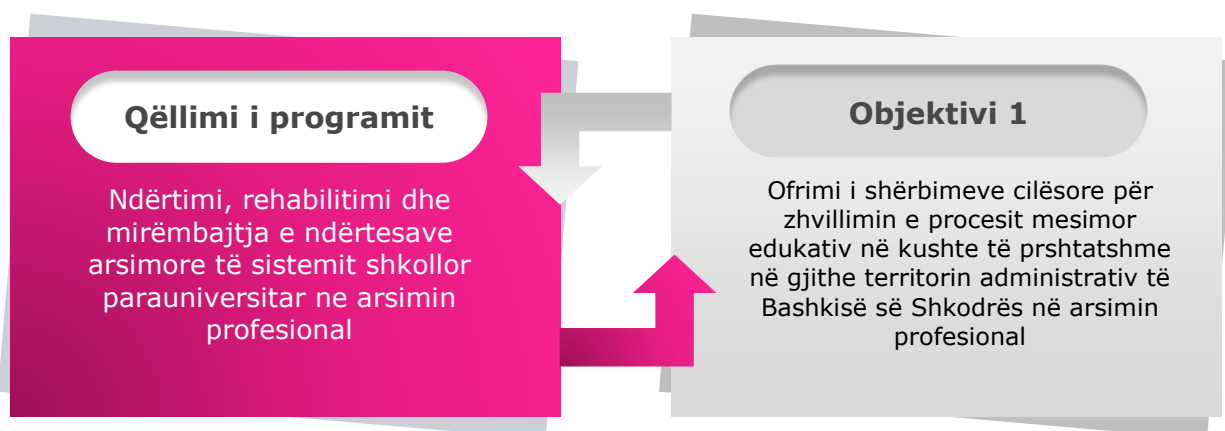 Qëllimi i programit
Ndërtimi, rehabilitimi dhe
mirëmbajtja e ndërtesave
arsimore të sistemit shkollor
parauniversitar ne arsimin
profesional
Objektivi 1
Ofrimi i shërbimeve cilësore për
zhvillimin e procesit mesimor
edukativ në kushte të prshtatshme
në gjithe territorin administrativ të
Bashkisë së Shkodrës në arsimin
profesional